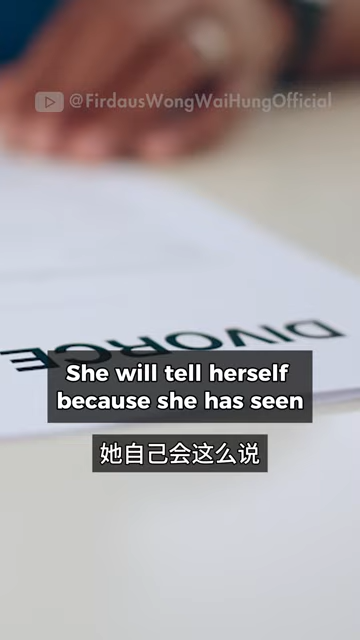 @FirdausWongWaiHungOfficial
DIVORCE
She will tell herself
because she has seen
她自己会这么说